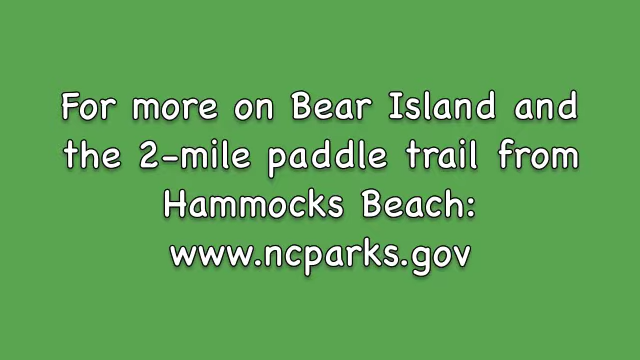 For more on Bear Island and
the 2-mile paddle trail from
Hammocks Beach:
www.ncparks.gov